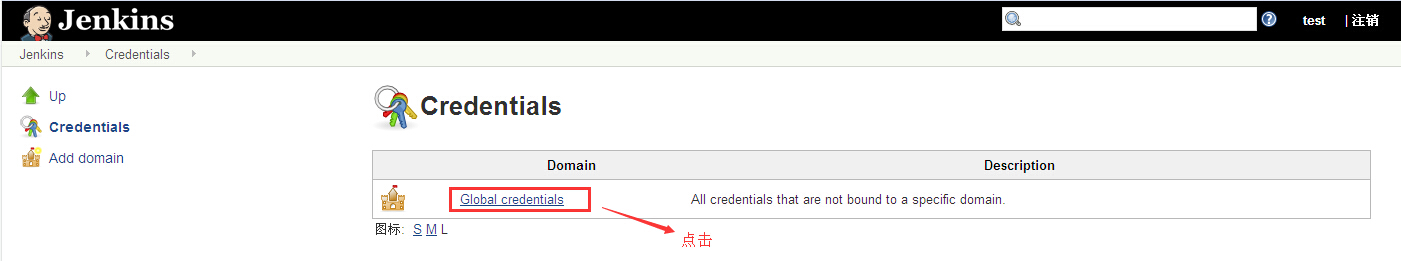 Jenkins
test | 注销
Jenkins Credentials
Up
Credentials
Add domain
Credentials
Domain Description
Global credentials All credentials that are not bound to a specific domain.
图标: S M L
点击